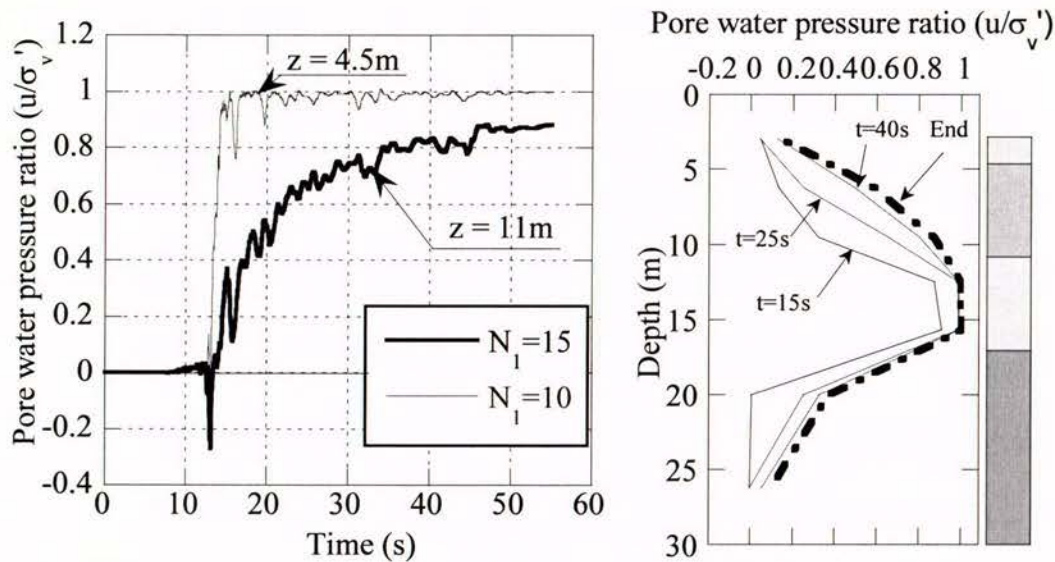 Pore water pressure ratio (u/σv')
1.2
1
0.8
0.6
0.4
0.2
0
-0.2
-0.4
z = 4.5m
z = 11m
N1=15
N1=10
0 10 20 30 40 50 60
Time (s)
Pore water pressure ratio (u/σv')
-0.2 0 0.20.40.60.8 1
Depth (m)
0
5
10
15
20
25
30
t=40s End
t=25s
t=15s